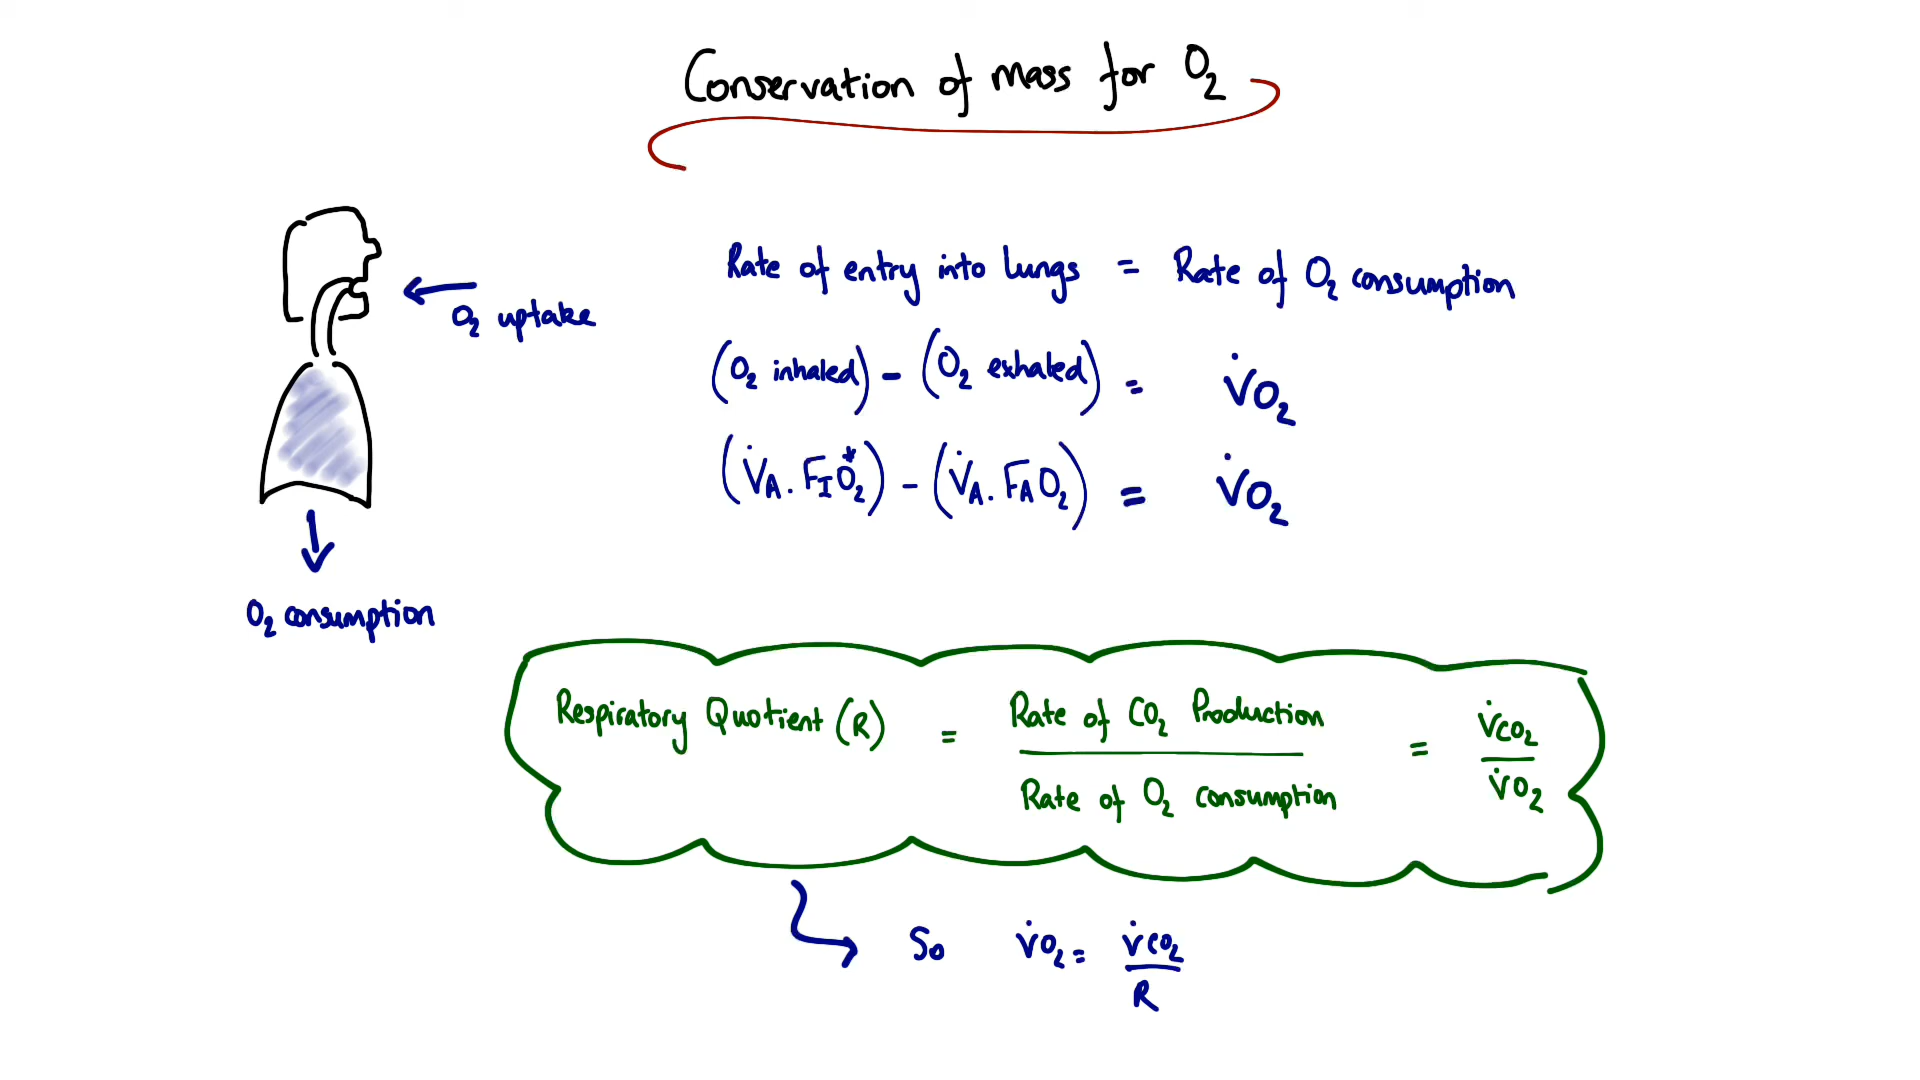 Conservation of mass for O₂
Rate of entry into lungs = Rate of O₂ consumption
O₂ uptake
(O₂ inhaled) - (O₂ exhaled) = V̇O₂
(V̇A . FIO₂*) - (V̇A . FAO₂) = V̇O₂
O₂ consumption
Respiratory Quotient (R) = Rate of CO₂ Production / Rate of O₂ consumption = V̇CO₂ / V̇O₂
So V̇O₂ = V̇CO₂ / R